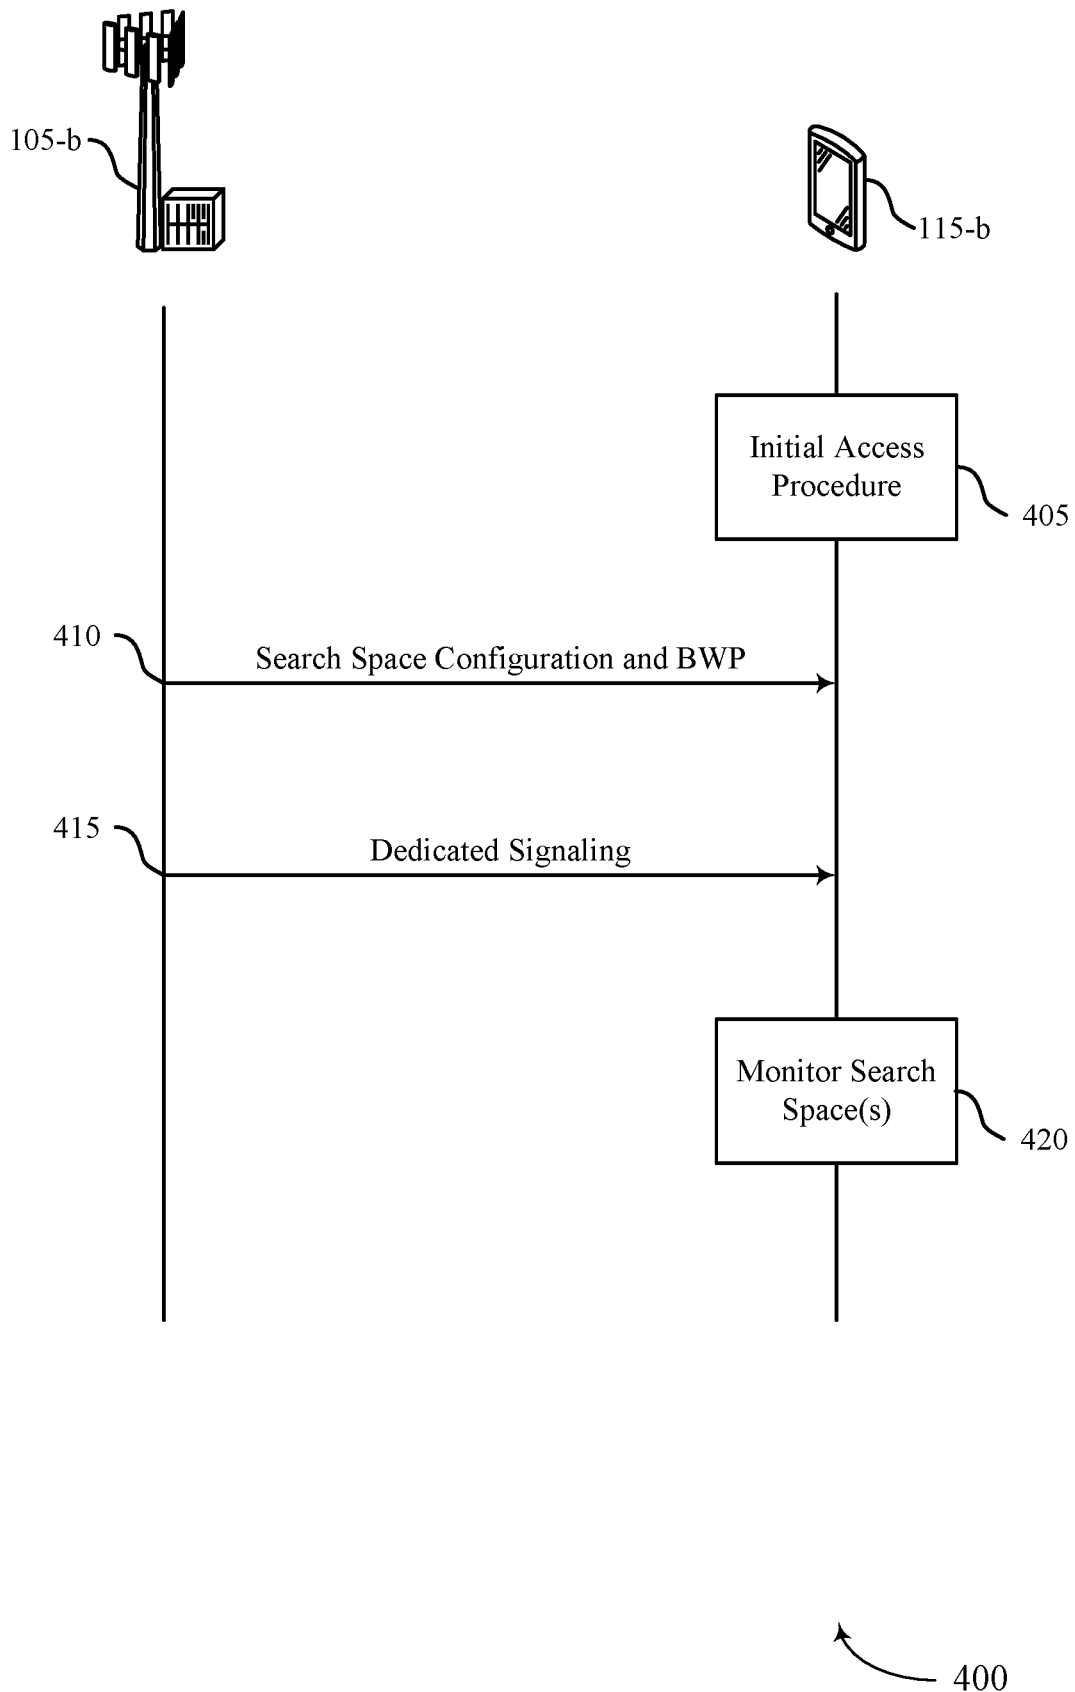 105-b
115-b
Initial Access
Procedure
405
410
Search Space Configuration and BWP
415
Dedicated Signaling
Monitor Search
Space(s)
420
400